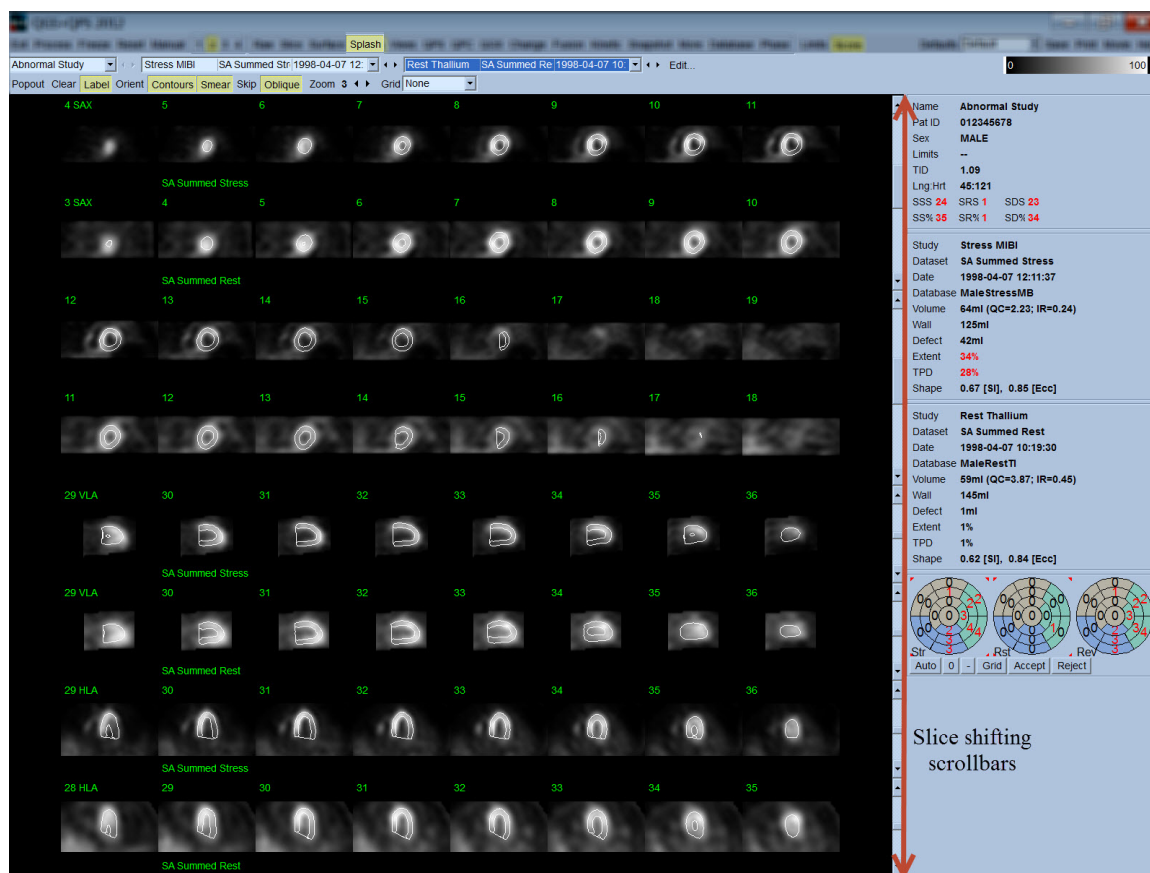 QGS+QPS 2012
Splash
Abnormal Study Stress MIBI SA Summed Str 1998-04-07 12: Rest Thallium SA Summed Re 1998-04-07 10: Edit... 0 100
Popout Clear Label Orient Contours Smear Skip Oblique Zoom 3 Grid None
4 SAX 5 6 7 8 9 10 11
SA Summed Stress
3 SAX 4 5 6 7 8 9 10
SA Summed Rest
12 13 14 15 16 17 18 19
11 12 13 14 15 16 17 18
29 VLA 30 31 32 33 34 35 36
SA Summed Stress
29 VLA 30 31 32 33 34 35 36
SA Summed Rest
29 HLA 30 31 32 33 34 35 36
SA Summed Stress
28 HLA 29 30 31 32 33 34 35
SA Summed Rest
Name Abnormal Study
Pat ID 012345678
Sex MALE
Limits --
TID 1.09
Lng:Hrt 45:121
SSS 24 SRS 1 SDS 23
SS% 35 SR% 1 SD% 34
Study Stress MIBI
Dataset SA Summed Stress
Date 1998-04-07 12:11:37
Database MaleStressMB
Volume 64ml (QC=2.23; IR=0.24)
Wall 125ml
Defect 42ml
Extent 34%
TPD 28%
Shape 0.67 [SI], 0.85 [Ecc]
Study Rest Thallium
Dataset SA Summed Rest
Date 1998-04-07 10:19:30
Database MaleRestTl
Volume 59ml (QC=3.87; IR=0.45)
Wall 145ml
Defect 1ml
Extent 1%
TPD 1%
Shape 0.62 [SI], 0.84 [Ecc]
Str Rst Rev
Auto 0 - Grid Accept Reject
Slice shifting
scrollbars